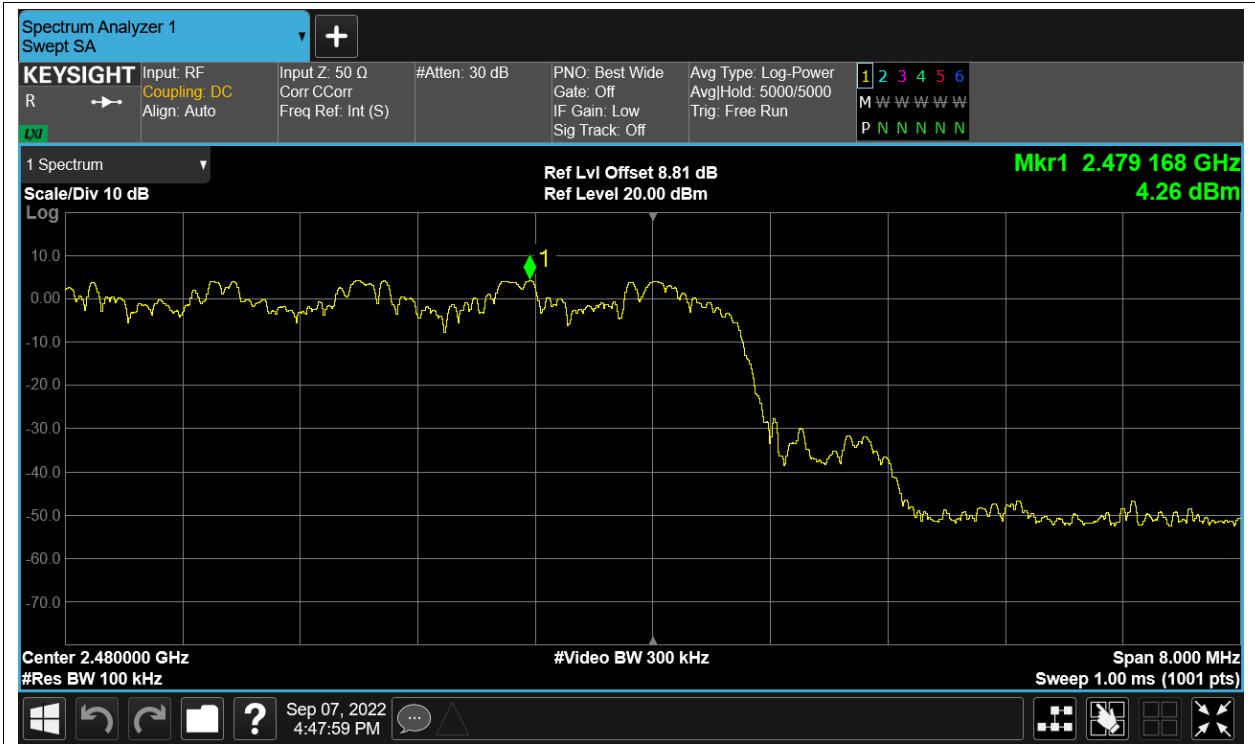 Spectrum Analyzer 1
Swept SA
KEYSIGHT
R
LXI
Input: RF
Coupling: DC
Align: Auto
Input Z: 50 Ω
Corr CCorr
Freq Ref: Int (S)
#Atten: 30 dB
PNO: Best Wide
Gate: Off
IF Gain: Low
Sig Track: Off
Avg Type: Log-Power
Avg|Hold: 5000/5000
Trig: Free Run
1 2 3 4 5 6
M W W W W W
P N N N N N
1 Spectrum
Scale/Div 10 dB
Log
Ref Lvl Offset 8.81 dB
Ref Level 20.00 dBm
Mkr1 2.479 168 GHz
4.26 dBm
1
10.0
0.00
-10.0
-20.0
-30.0
-40.0
-50.0
-60.0
-70.0
Center 2.480000 GHz
#Video BW 300 kHz
Span 8.000 MHz
#Res BW 100 kHz
Sweep 1.00 ms (1001 pts)
?
Sep 07, 2022
4:47:59 PM